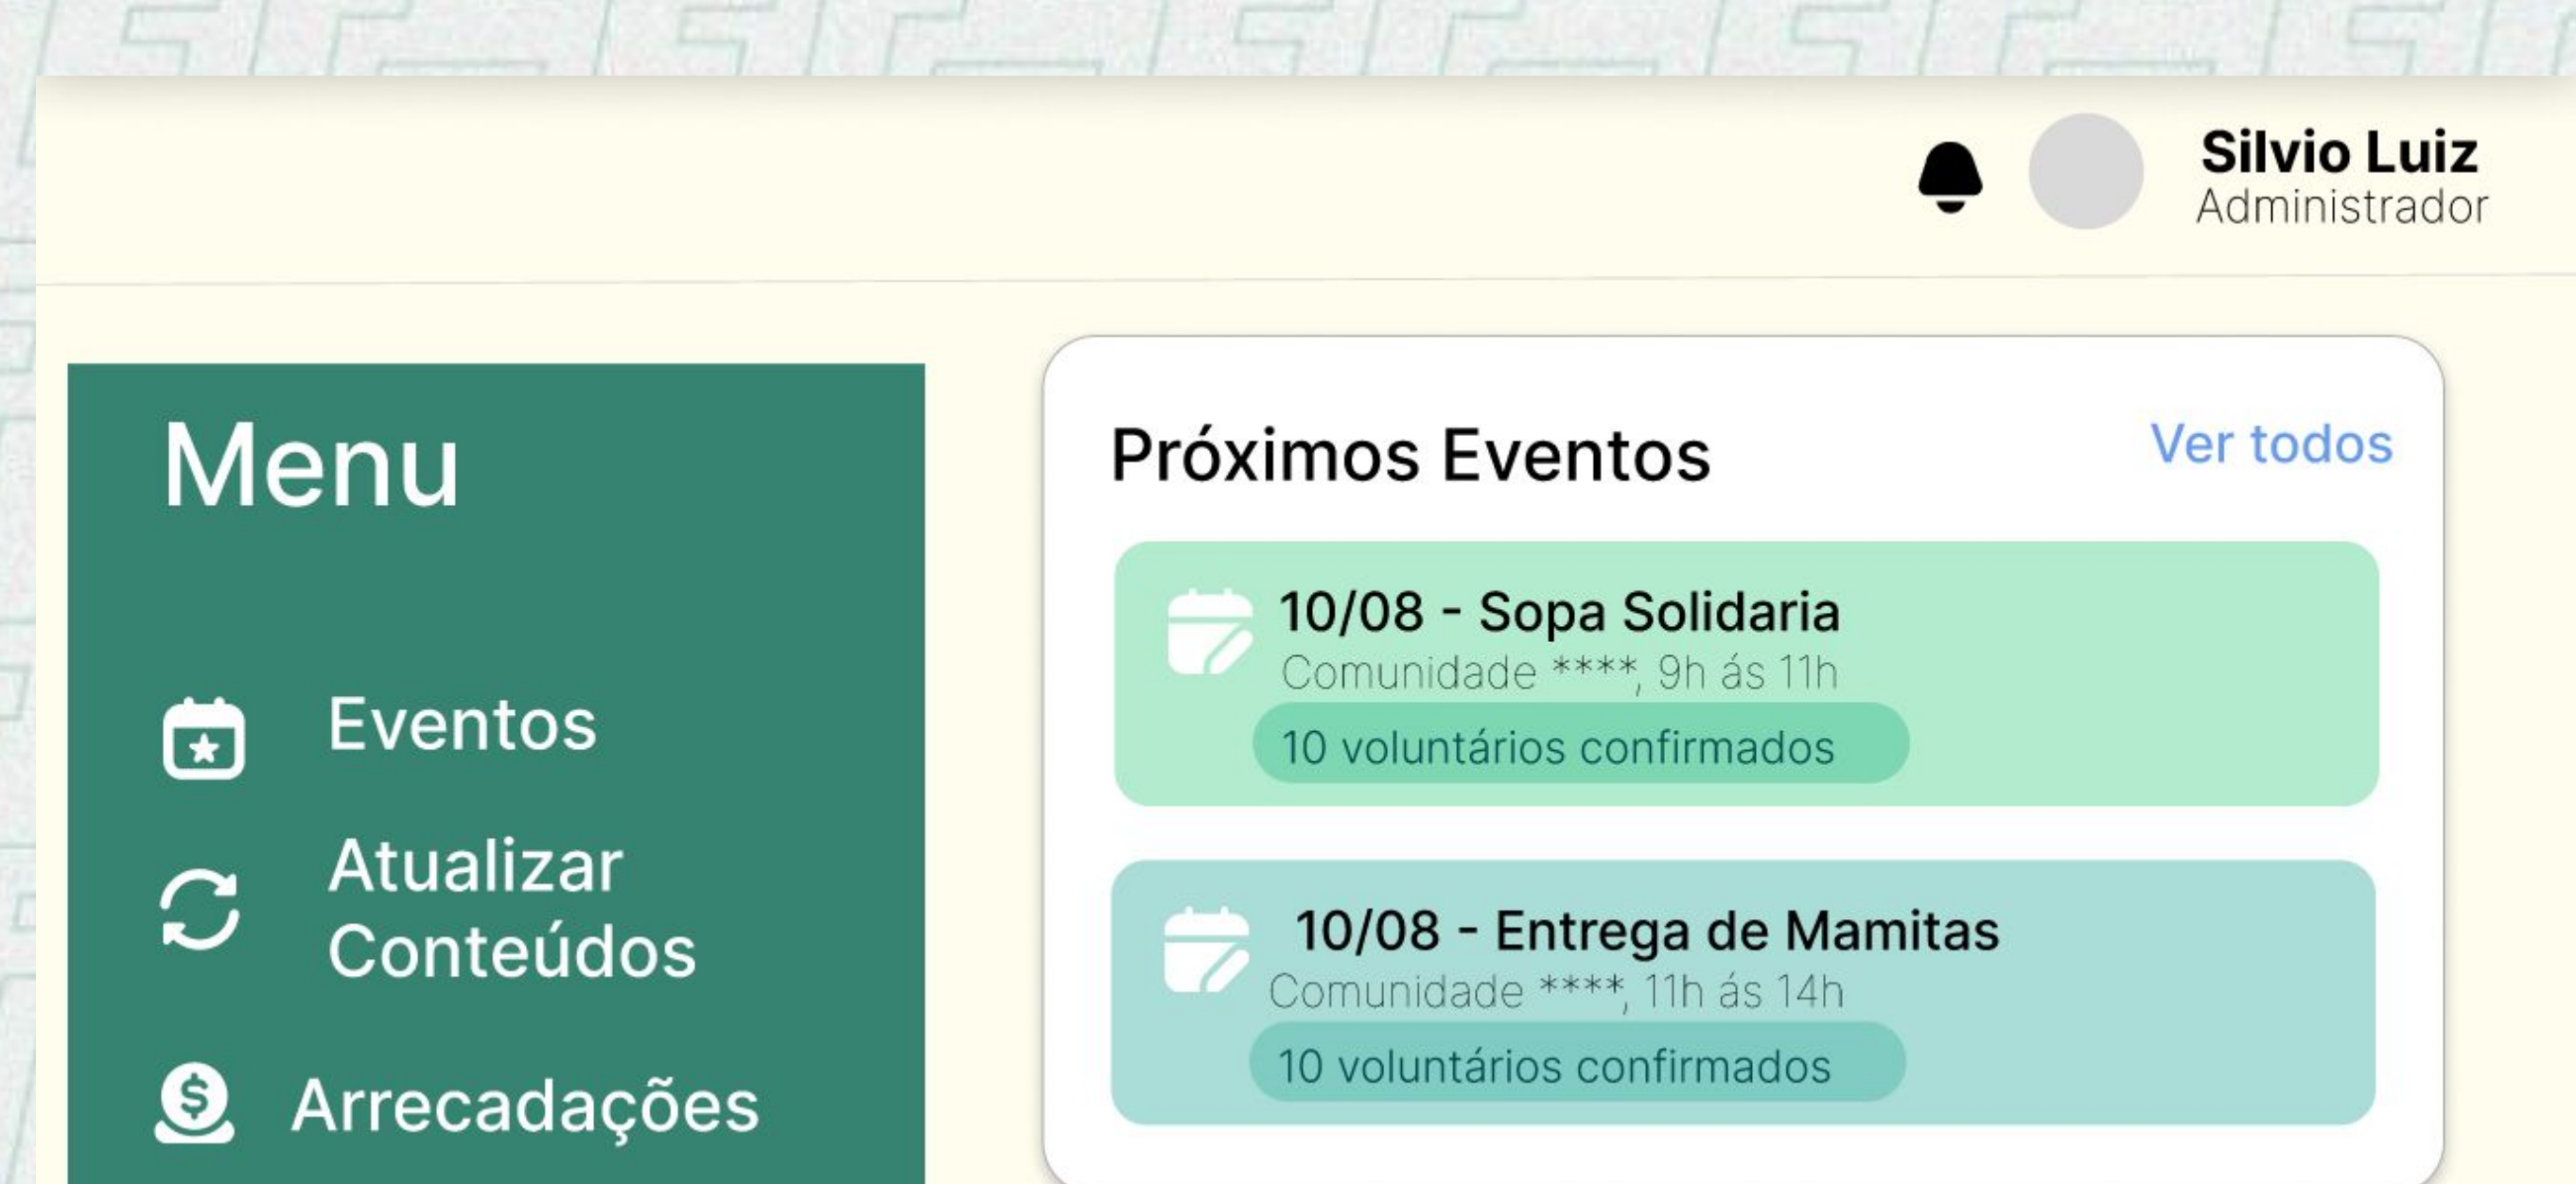 Silvio Luiz
Administrador
Menu
Eventos
Atualizar
Conteúdos
Arrecadações
Próximos Eventos
Ver todos
10/08 - Sopa Solidaria
Comunidade ****, 9h ás 11h
10 voluntários confirmados
10/08 - Entrega de Mamitas
Comunidade ****, 11h ás 14h
10 voluntários confirmados